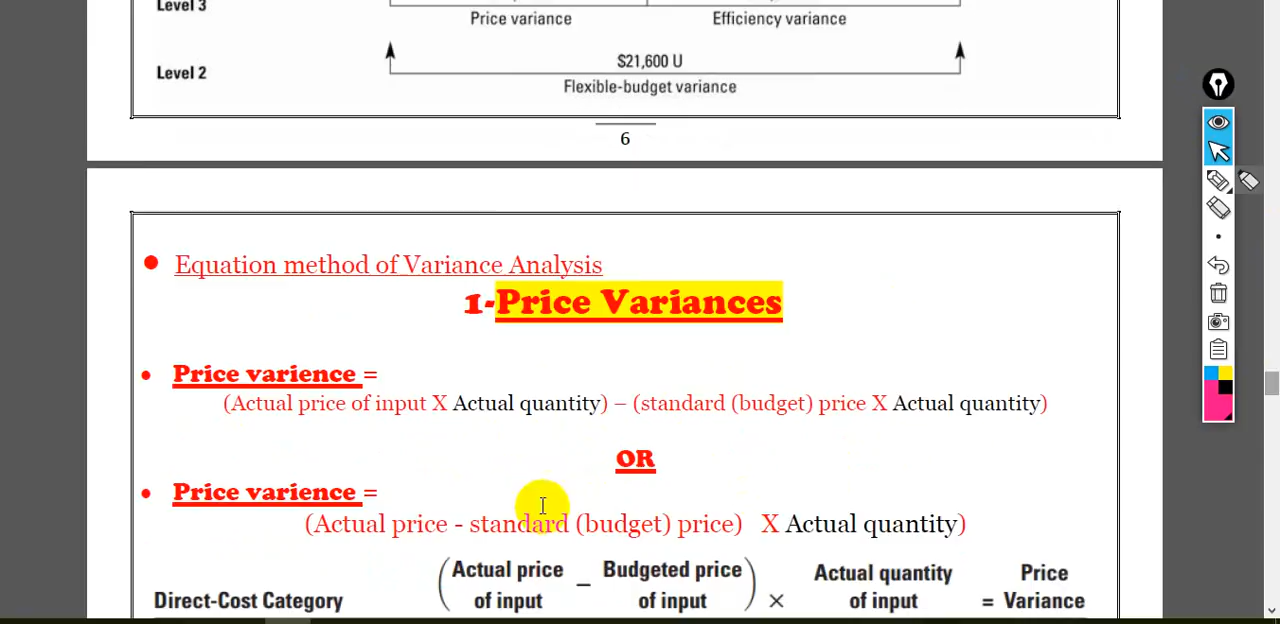 Level 3
Price variance Efficiency variance
$21,600 U
Level 2
Flexible-budget variance
6
• Equation method of Variance Analysis
1-Price Variances
• Price varience =
(Actual price of input X Actual quantity) – (standard (budget) price X Actual quantity)
OR
• Price varience =
(Actual price - standard (budget) price) X Actual quantity)
Direct-Cost Category (Actual price of input – Budgeted price of input) × Actual quantity of input = Price Variance